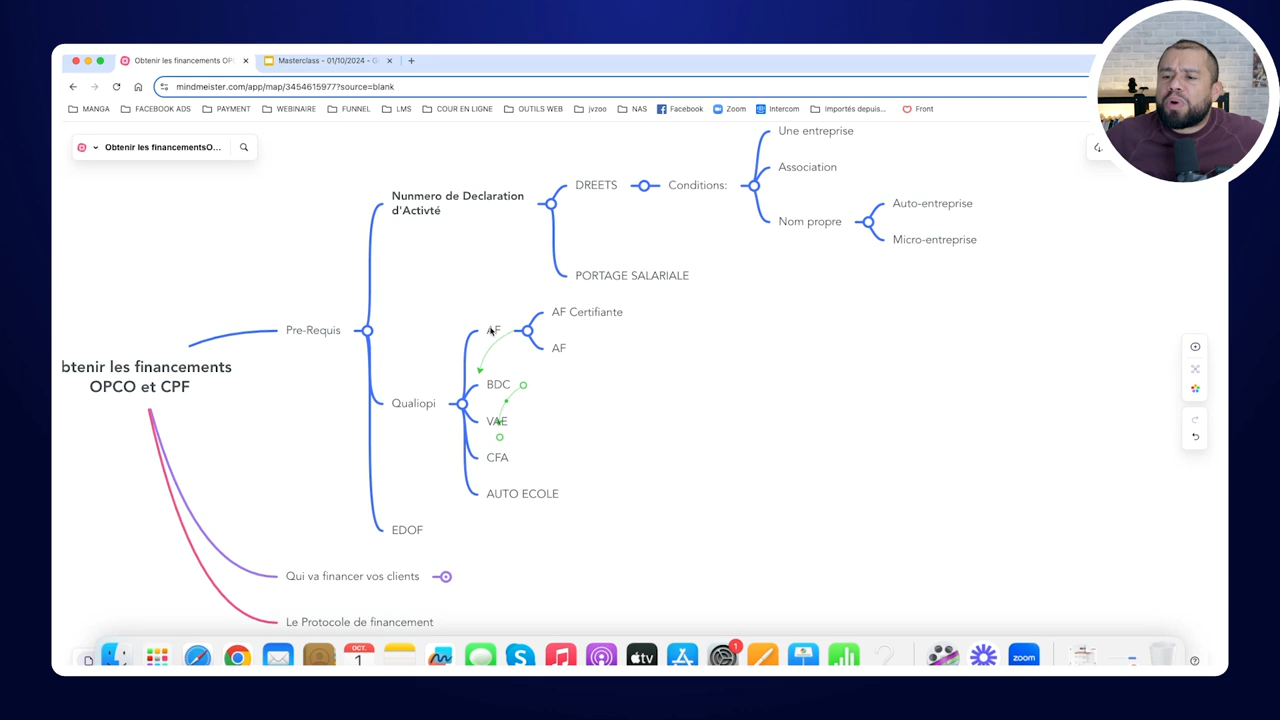 Obtenir les financements OP
Masterclass - 01/10/2024 - G
mindmeister.com/app/map/3454615977?source=blank
MANGA
FACEBOOK ADS
PAYMENT
WEBINAIRE
FUNNEL
LMS
COUR EN LIGNE
OUTILS WEB
jvzoo
NAS
Facebook
Zoom
Intercom
importés depuis...
Front
Obtenir les financementsO...
Une entreprise
Association
Nunmero de Declaration
d'Activté
DREETS
Conditions:
Nom propre
Auto-entreprise
Micro-entreprise
PORTAGE SALARIALE
Pre-Requis
AF
AF Certifiante
AF
btenir les financements
OPCO et CPF
Qualiopi
BDC
VAE
CFA
AUTO ECOLE
EDOF
Qui va financer vos clients
Le Protocole de financement
OCT.
1
tv
1
zoom